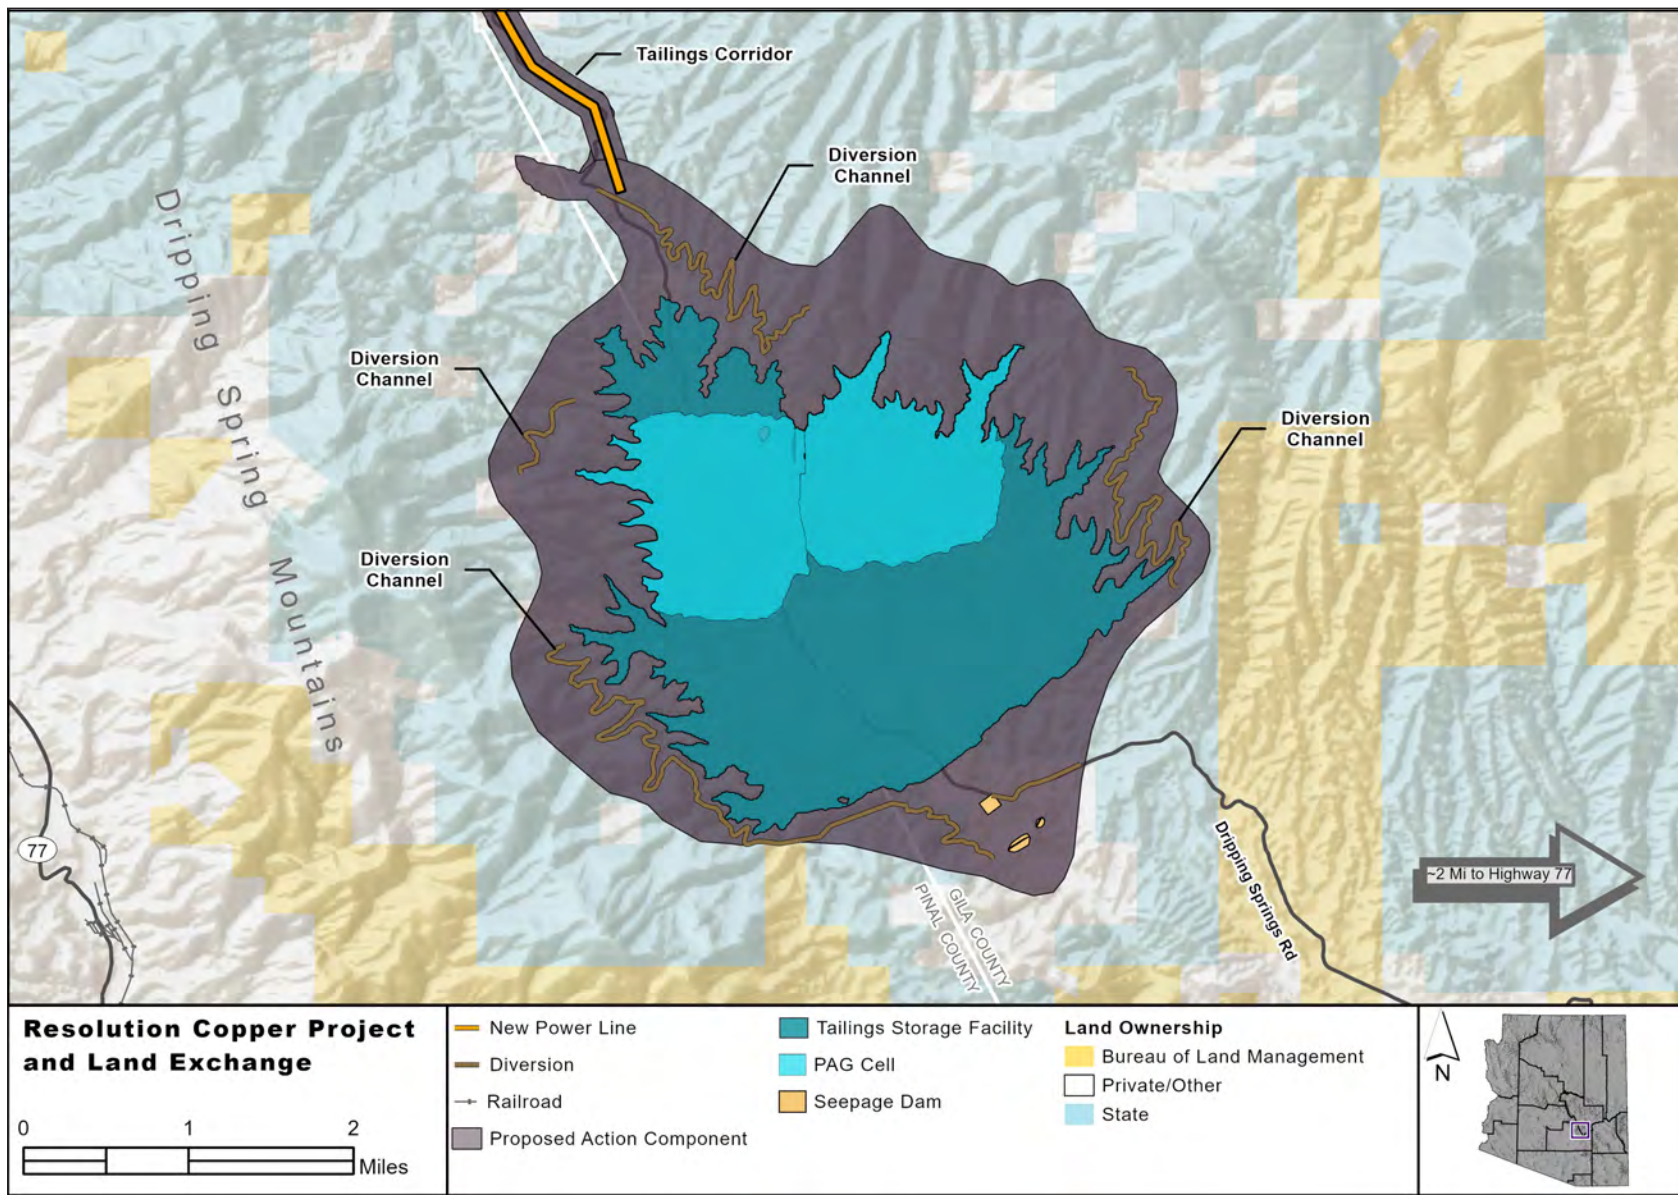 Tailings Corridor
Diversion
Channel
Diversion
Channel
Diversion
Channel
Diversion
Channel
Dripping Spring Mountains
77
GILA COUNTY
PINAL COUNTY
Dripping Springs Rd
~2 Mi to Highway 77
Resolution Copper Project
and Land Exchange
0 1 2
Miles
New Power Line
Diversion
Railroad
Proposed Action Component
Tailings Storage Facility
PAG Cell
Seepage Dam
Land Ownership
Bureau of Land Management
Private/Other
State
N